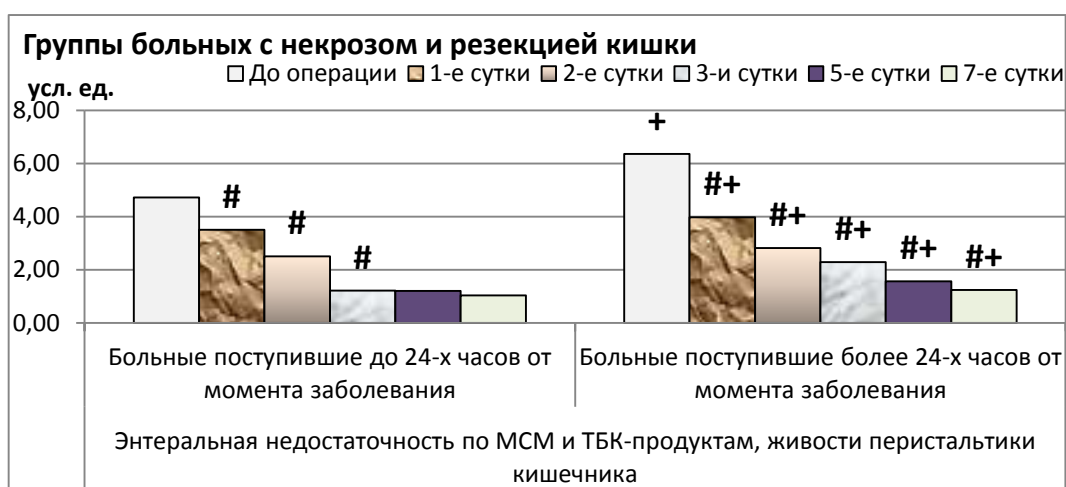 Группы больных с некрозом и резекцией кишки
До операции 1-е сутки 2-е сутки 3-и сутки 5-е сутки 7-е сутки
усл. ед.
8,00
6,00
4,00
2,00
0,00
# # #
+ #+ #+ #+ #+ #+
Больные поступившие до 24-х часов от
момента заболевания
Больные поступившие более 24-х часов от
момента заболевания
Энтеральная недостаточность по МСМ и ТБК-продуктам, живости перистальтики
кишечника